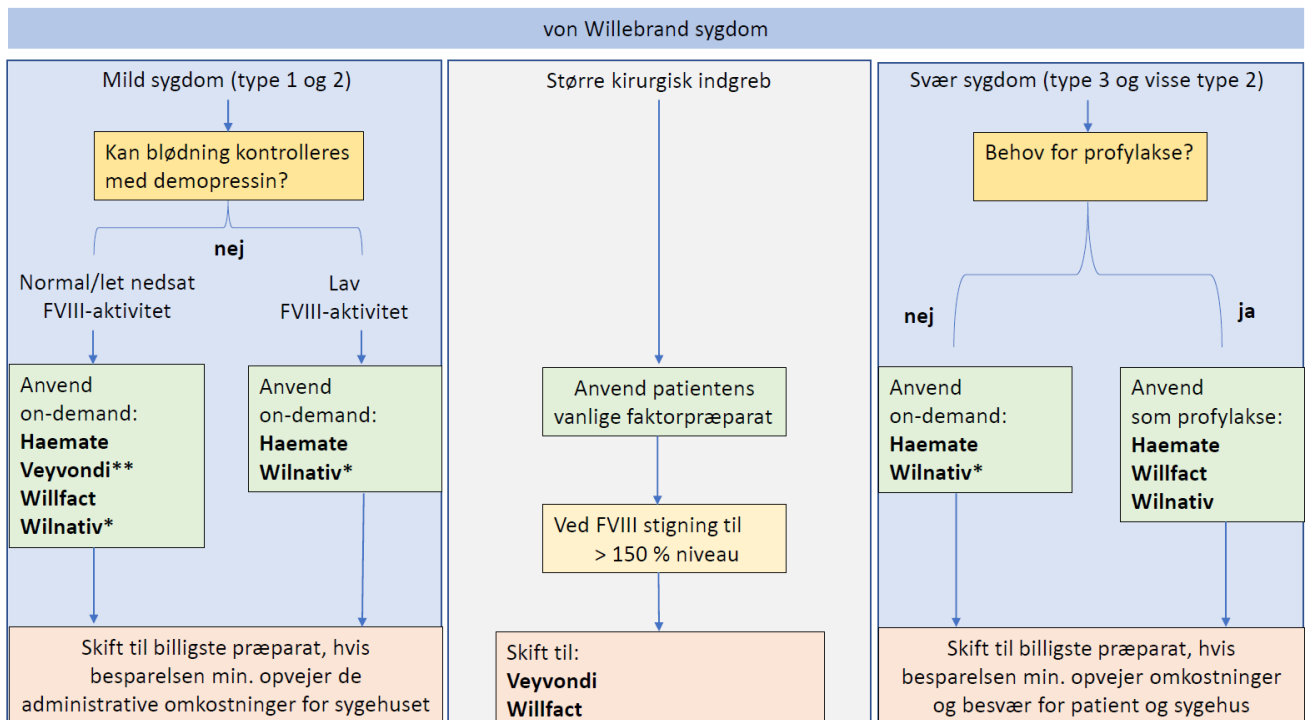 von Willebrand sygdom
Mild sygdom (type 1 og 2)
Kan blødning kontrolleres
med demopressin?
nej
Normal/let nedsat
FVIII-aktivitet
Lav
FVIII-aktivitet
Anvend
on-demand:
Haemate
Veyvondi**
Willfact
Wilnativ*
Anvend
on-demand:
Haemate
Wilnativ*
Skift til billigste præparat, hvis
besparelsen min. opvejer de
administrative omkostninger for sygehuset
Større kirurgisk indgreb
Anvend patientens
vanlige faktorpræparat
Ved FVIII stigning til
> 150 % niveau
Skift til:
Veyvondi
Willfact
Svær sygdom (type 3 og visse type 2)
Behov for profylakse?
nej
ja
Anvend
on-demand:
Haemate
Wilnativ*
Anvend
som profylakse:
Haemate
Willfact
Wilnativ
Skift til billigste præparat, hvis
besparelsen min. opvejer omkostninger
og besvær for patient og sygehus